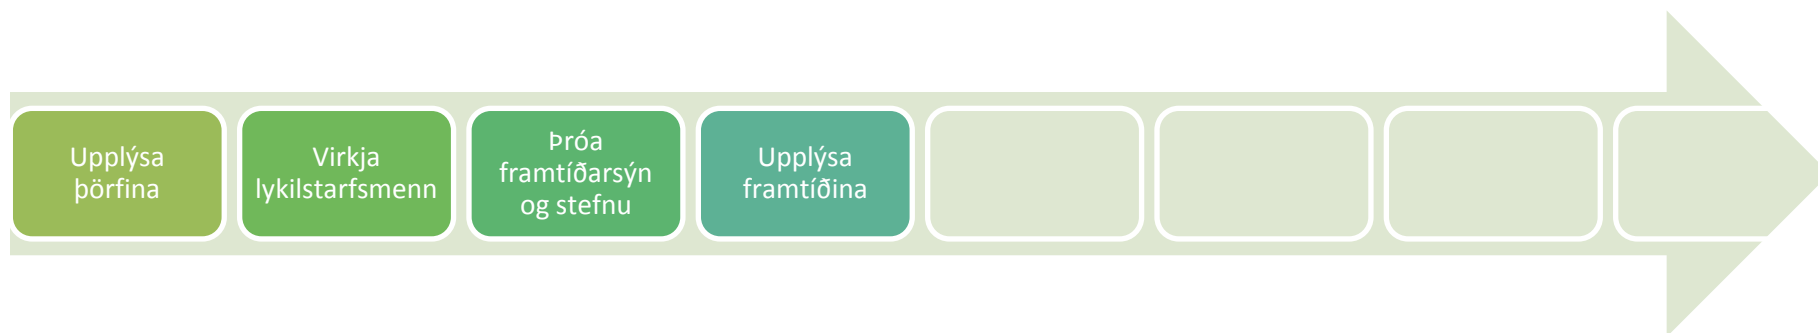 Upplýsa
þörfina
Virkja
lykilstarfsmenn
Þróa
framtíðarsýn
og stefnu
Upplýsa
framtíðina